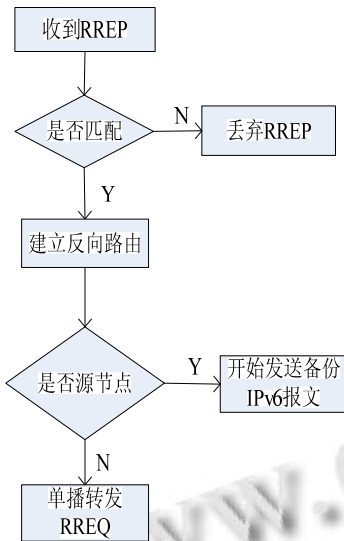 收到RREP
是否匹配
N
丢弃RREP
Y
建立反向路由
是否源节点
Y
开始发送备份
IPv6报文
N
单播转发
RREQ